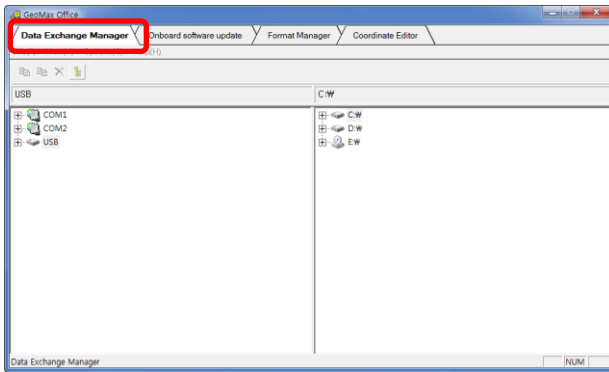 GeoMax Office
Data Exchange Manager Onboard software update Format Manager Coordinate Editor
(H)
USB C:₩
COM1 C:₩
COM2 D:₩
USB E:₩
Data Exchange Manager NUM